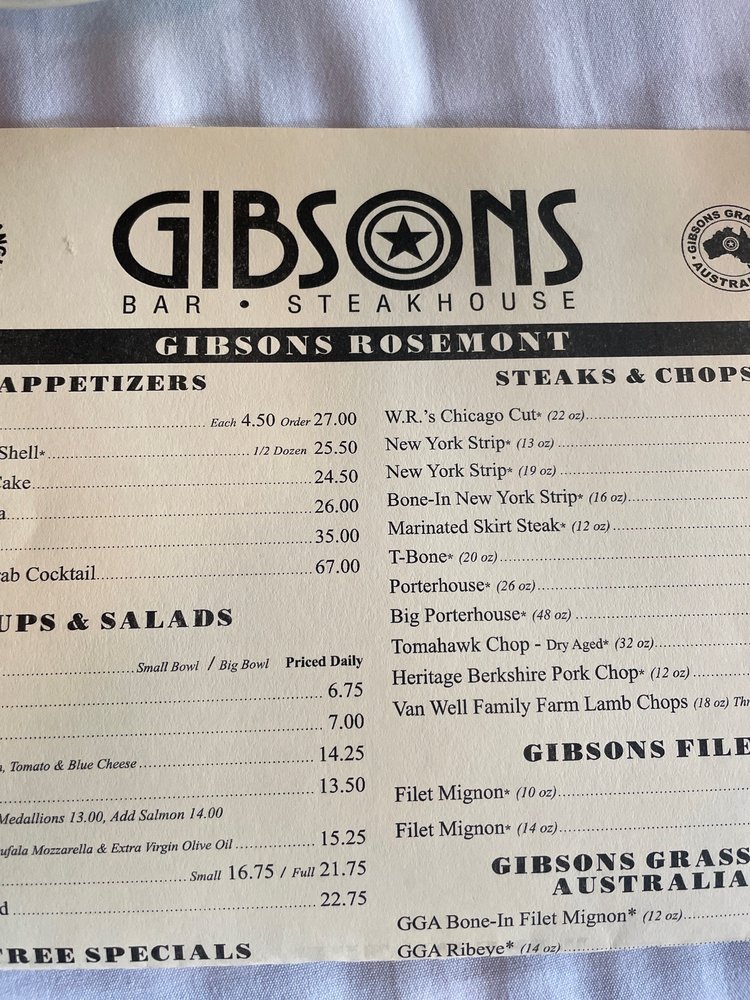 GIBSONS
BAR • STEAKHOUSE
GIBSONS GRA
AUSTRAL
GIBSONS ROSEMONT
APPETIZERS
Each 4.50 Order 27.00
Shell* 1/2 Dozen 25.50
Cake 24.50
a 26.00
35.00
ab Cocktail 67.00
UPS & SALADS
Small Bowl / Big Bowl Priced Daily
6.75
7.00
, Tomato & Blue Cheese 14.25
13.50
Medallions 13.00, Add Salmon 14.00
ufala Mozzarella & Extra Virgin Olive Oil 15.25
Small 16.75 / Full 21.75
d 22.75
FREE SPECIALS
STEAKS & CHOPS
W.R.'s Chicago Cut* (22 oz)
New York Strip* (13 oz)
New York Strip* (19 oz)
Bone-In New York Strip* (16 oz)
Marinated Skirt Steak* (12 oz)
T-Bone* (20 oz)
Porterhouse* (26 oz)
Big Porterhouse* (48 oz)
Tomahawk Chop - Dry Aged* (32 oz)
Heritage Berkshire Pork Chop* (12 oz)
Van Well Family Farm Lamb Chops (18 oz) Thr
GIBSONS FILE
Filet Mignon* (10 oz)
Filet Mignon* (14 oz)
GIBSONS GRASS
AUSTRALIA
GGA Bone-In Filet Mignon* (12 oz)
GGA Ribeye* (14 oz)